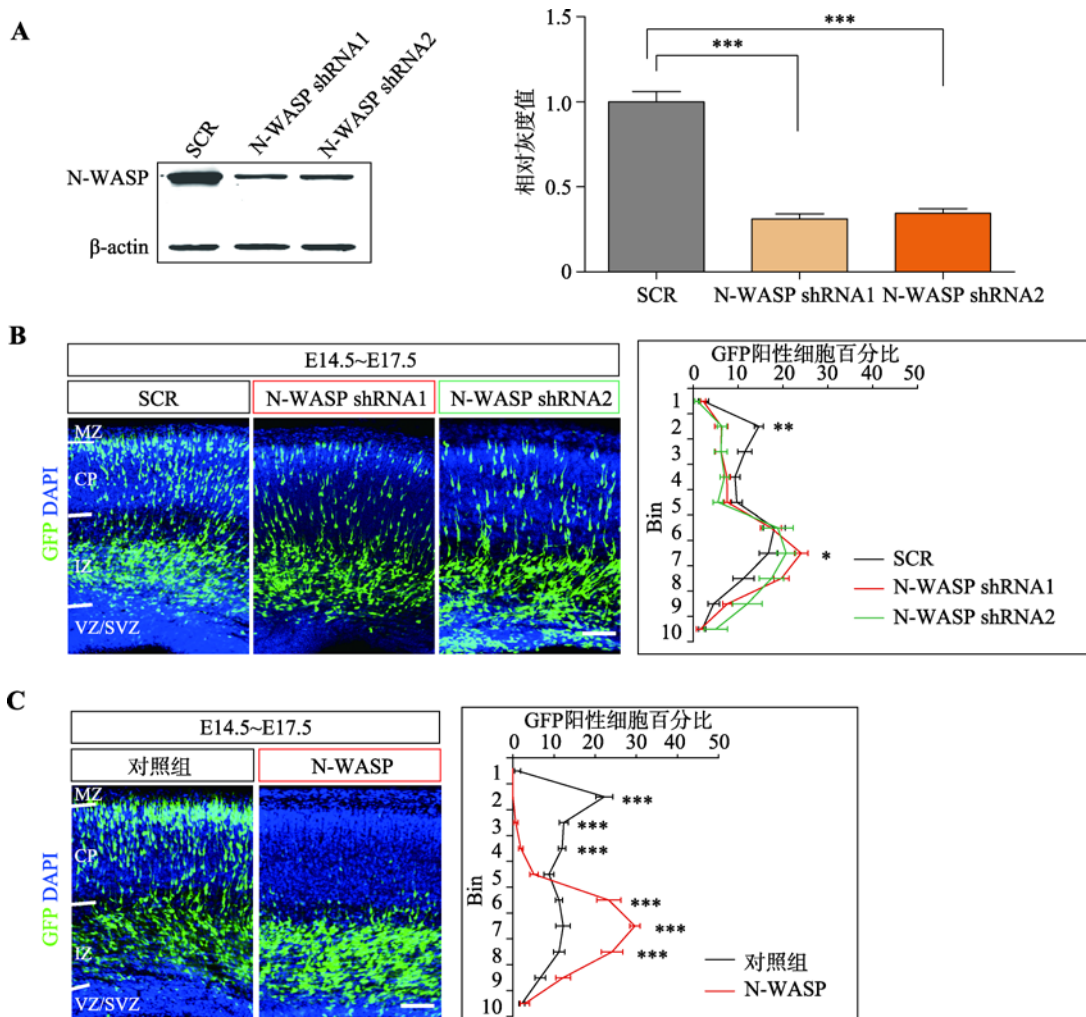 A
SCR
N-WASP shRNA1
N-WASP shRNA2
N-WASP
β-actin
相对灰度值
1.5
1.0
0.5
0
***
***
SCR
N-WASP shRNA1
N-WASP shRNA2
B
E14.5~E17.5
SCR
N-WASP shRNA1
N-WASP shRNA2
GFP DAPI
MZ
CP
IZ
VZ/SVZ
GFP阳性细胞百分比
0 10 20 30 40 50
Bin
1
2
3
4
5
6
7
8
9
10
**
*
SCR
N-WASP shRNA1
N-WASP shRNA2
C
E14.5~E17.5
对照组
N-WASP
GFP DAPI
MZ
CP
IZ
VZ/SVZ
GFP阳性细胞百分比
0 10 20 30 40 50
Bin
1
2
3
4
5
6
7
8
9
10
***
***
***
***
***
***
对照组
N-WASP